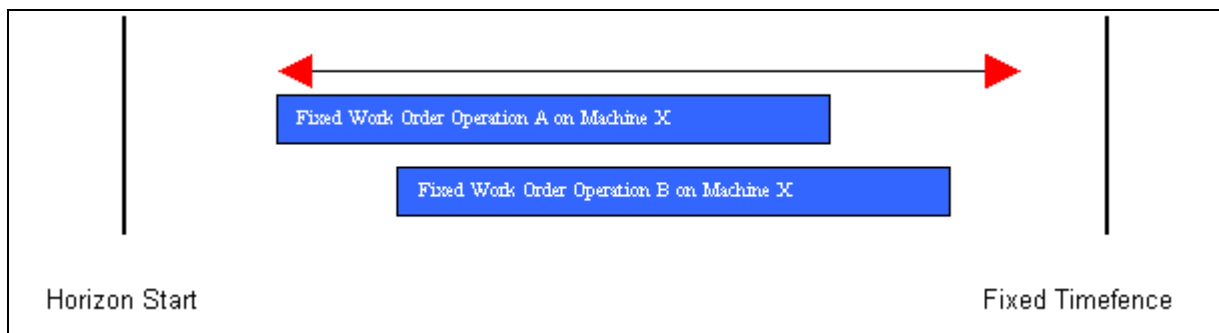 Fixed Work Order Operation A on Machine X
Fixed Work Order Operation B on Machine X
Horizon Start
Fixed Timefence